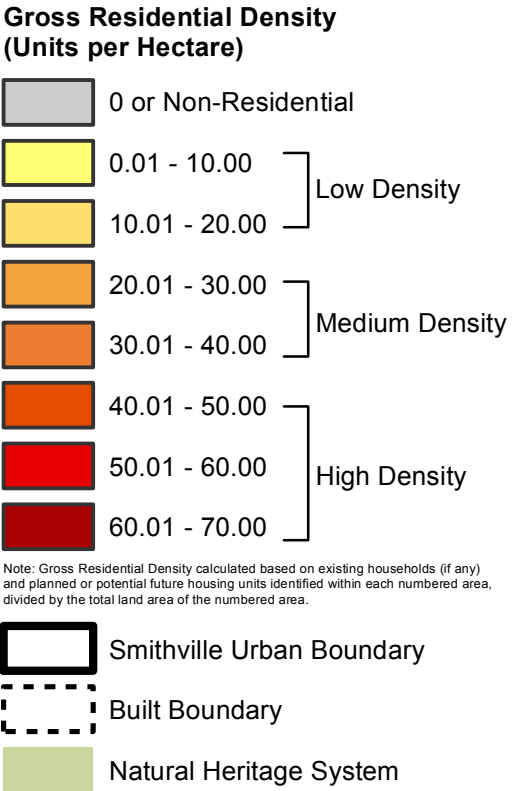 Gross Residential Density
(Units per Hectare)
0 or Non-Residential
0.01 - 10.00
Low Density
10.01 - 20.00
20.01 - 30.00
Medium Density
30.01 - 40.00
40.01 - 50.00
50.01 - 60.00
High Density
60.01 - 70.00
Note: Gross Residential Density calculated based on existing households (if any)
and planned or potential future housing units identified within each numbered area,
divided by the total land area of the numbered area.
Smithville Urban Boundary
Built Boundary
Natural Heritage System